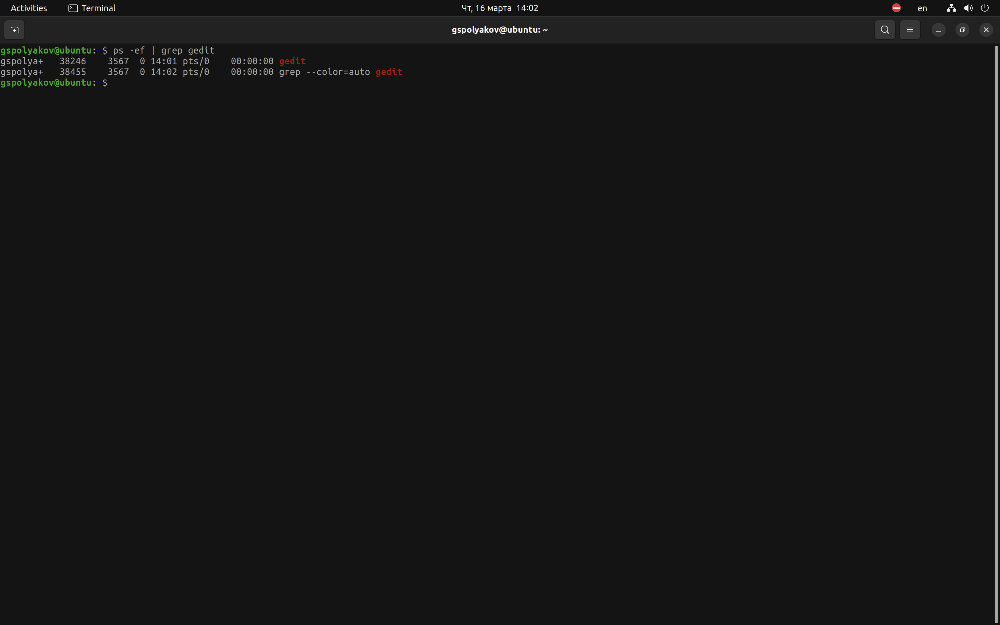 Activities Terminal Чт, 16 марта 14:02 en
gspolyakov@ubuntu: ~
gspolyakov@ubuntu:~$ ps -ef | grep gedit
gspolya+   38246    3567  0 14:01 pts/0    00:00:00 gedit
gspolya+   38455    3567  0 14:02 pts/0    00:00:00 grep --color=auto gedit
gspolyakov@ubuntu:~$